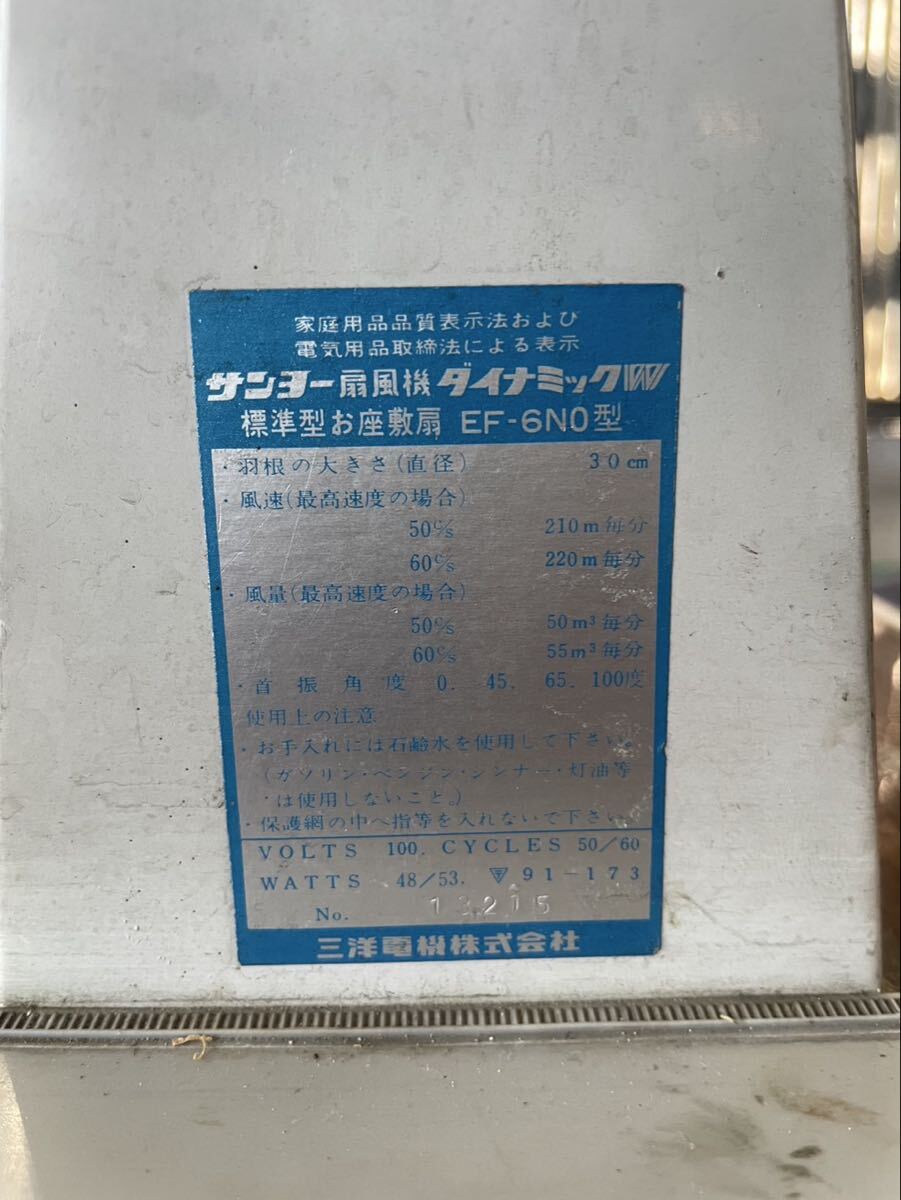 家庭用品品質表示法および
電気用品取締法による表示
サンヨー扇風機 ダイナミックW
標準型お座敷扇 EF-6NO型
・羽根の大きさ(直径) 30cm
・風速(最高速度の場合)
50c/s 210m毎分
60c/s 220m毎分
・風量(最高速度の場合)
50c/s 50m³毎分
60c/s 55m³毎分
・首振角度 0. 45. 65. 100度
使用上の注意
・お手入れには石鹼水を使用して下さい。
(ガソリン・ベンジン・シンナー・灯油等
は使用しないこと。)
・保護網の中へ指等を入れないで下さい。
VOLTS 100. CYCLES 50/60
WATTS 48/53. 91-173
No. 13215
三洋電機株式会社